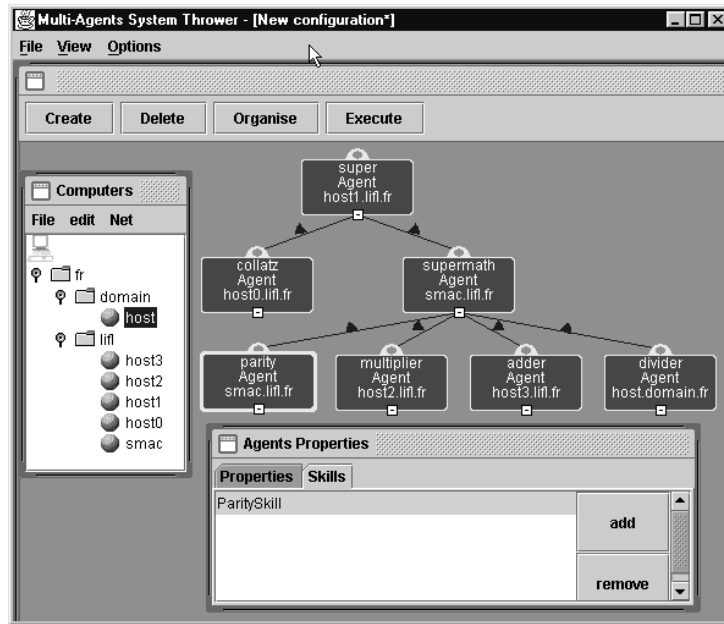 Multi-Agents System Thrower - [New configuration*]
File View Options
Create Delete Organise Execute
Computers
File edit Net
fr
domain
host
lifl
host3
host2
host1
host0
smac
super
Agent
host1.lifl.fr
collatz
Agent
host0.lifl.fr
supermath
Agent
smac.lifl.fr
parity
Agent
smac.lifl.fr
multiplier
Agent
host2.lifl.fr
adder
Agent
host3.lifl.fr
divider
Agent
host.domain.fr
Agents Properties
Properties Skills
ParitySkill
add
remove